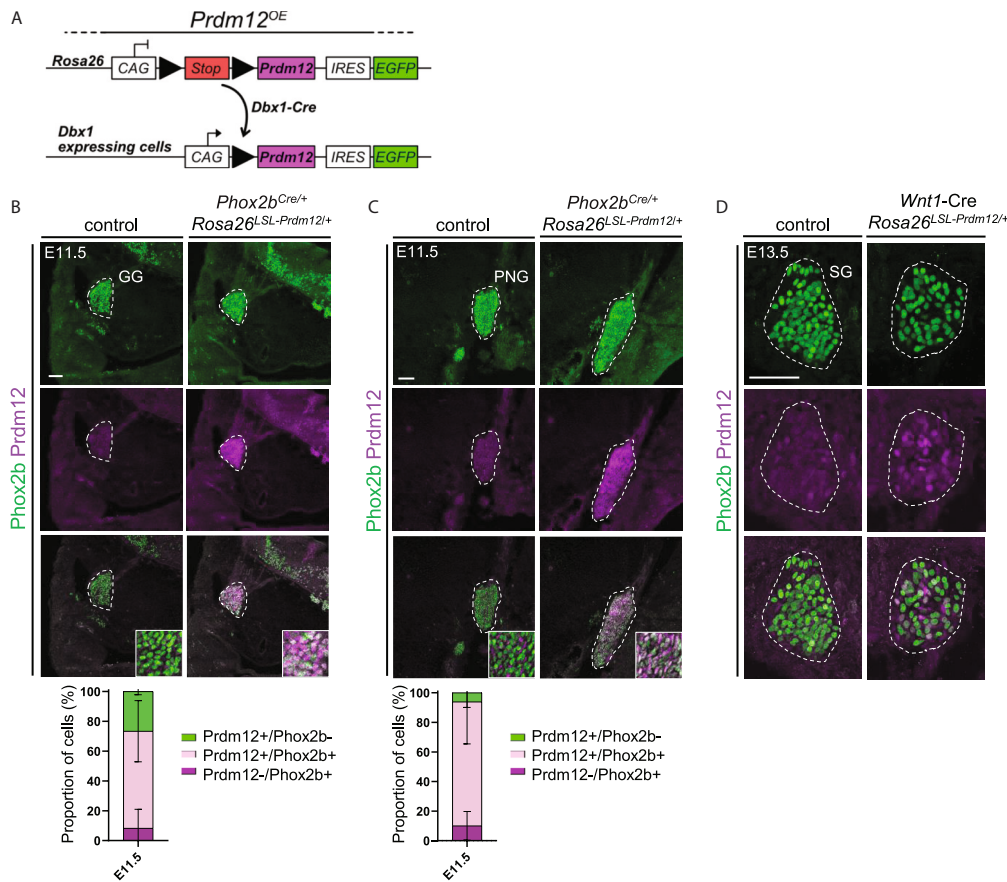 A
Prdm12OE
Rosa26
CAG
Stop
Prdm12
IRES
EGFP
Dbx1-Cre
Dbx1
expressing cells
CAG
Prdm12
IRES
EGFP
B
control
Phox2bCre/+
Rosa26LSL-Prdm12/+
E11.5
GG
Phox2b Prdm12
Proportion of cells (%)
100
80
60
40
20
0
E11.5
Prdm12+/Phox2b-
Prdm12+/Phox2b+
Prdm12-/Phox2b+
C
control
Phox2bCre/+
Rosa26LSL-Prdm12/+
E11.5
PNG
Phox2b Prdm12
Proportion of cells (%)
100
80
60
40
20
0
E11.5
Prdm12+/Phox2b-
Prdm12+/Phox2b+
Prdm12-/Phox2b+
D
control
Wnt1-Cre
Rosa26LSL-Prdm12/+
E13.5
SG
Phox2b Prdm12